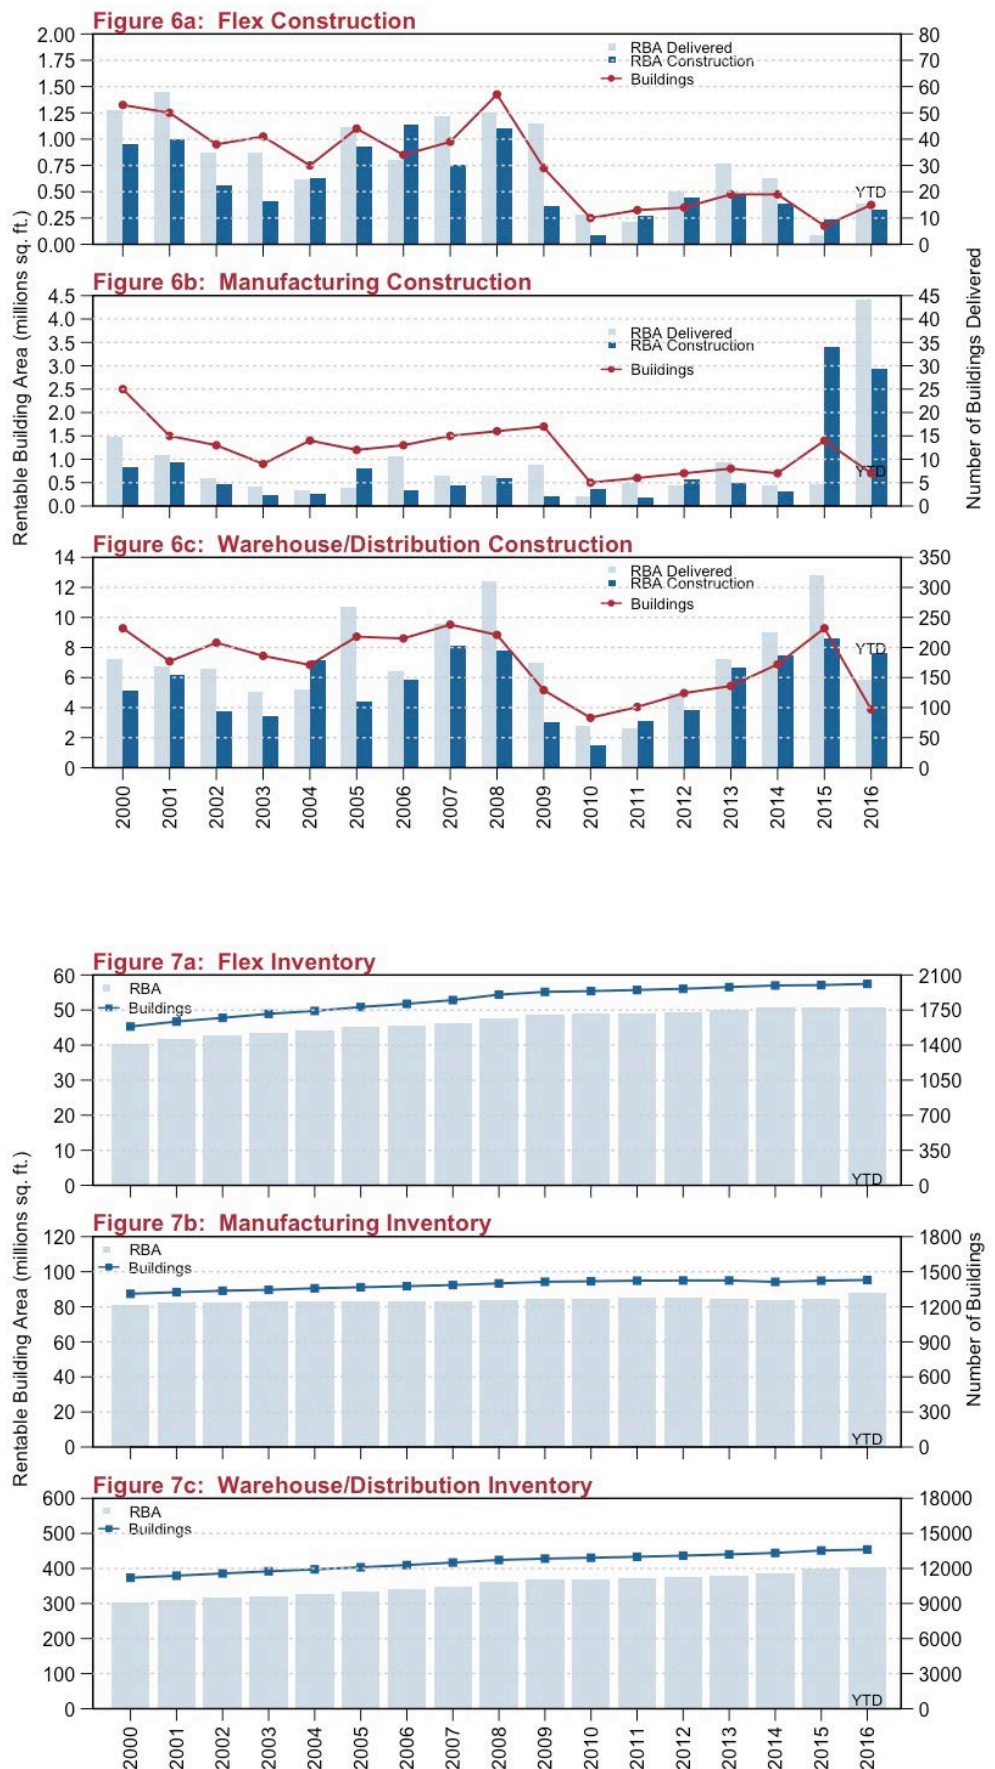 Figure 6a: Flex Construction
2.00
1.75
1.50
1.25
1.00
0.75
0.50
0.25
0.00
80
70
60
50
40
30
20
10
0
RBA Delivered
RBA Construction
Buildings
YTD
Figure 6b: Manufacturing Construction
4.5
4.0
3.5
3.0
2.5
2.0
1.5
1.0
0.5
0.0
45
40
35
30
25
20
15
10
5
0
RBA Delivered
RBA Construction
Buildings
YTD
Rentable Building Area (millions sq. ft.)
Number of Buildings Delivered
Figure 6c: Warehouse/Distribution Construction
14
12
10
8
6
4
2
0
350
300
250
200
150
100
50
0
RBA Delivered
RBA Construction
Buildings
YTD
2000 2001 2002 2003 2004 2005 2006 2007 2008 2009 2010 2011 2012 2013 2014 2015 2016
Figure 7a: Flex Inventory
60
50
40
30
20
10
0
2100
1750
1400
1050
700
350
0
RBA
Buildings
YTD
Figure 7b: Manufacturing Inventory
120
100
80
60
40
20
0
1800
1500
1200
900
600
300
0
RBA
Buildings
YTD
Rentable Building Area (millions sq. ft.)
Number of Buildings
Figure 7c: Warehouse/Distribution Inventory
600
500
400
300
200
100
0
18000
15000
12000
9000
6000
3000
0
RBA
Buildings
YTD
2000 2001 2002 2003 2004 2005 2006 2007 2008 2009 2010 2011 2012 2013 2014 2015 2016